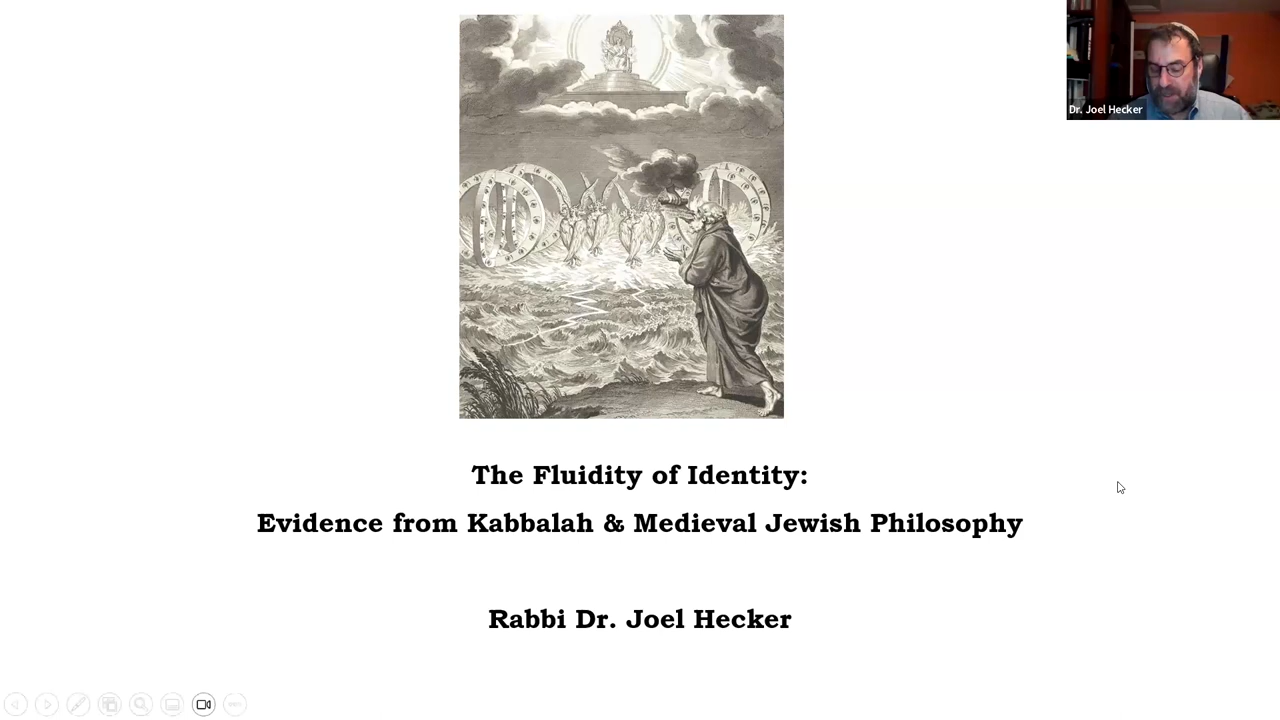 Dr. Joel Hecker
The Fluidity of Identity:
Evidence from Kabbalah & Medieval Jewish Philosophy
Rabbi Dr. Joel Hecker